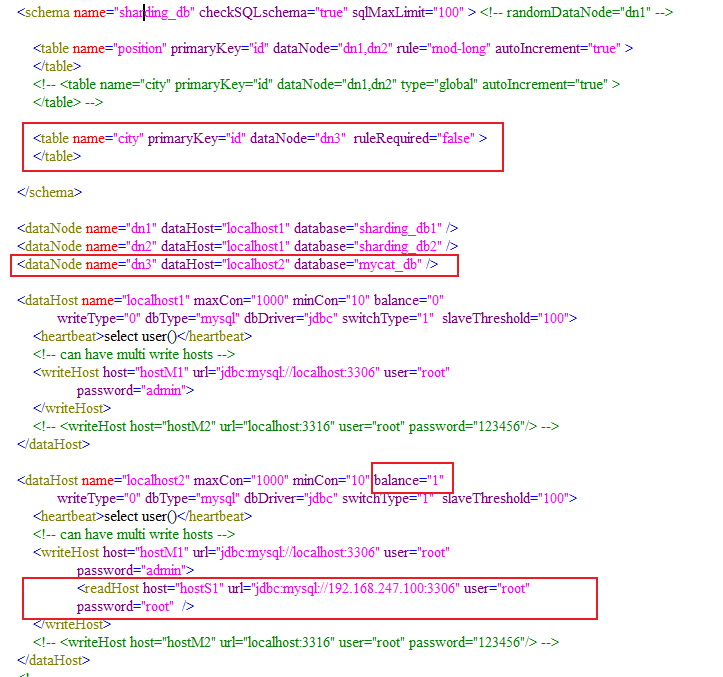 <schema name="sharding_db" checkSQLschema="true" sqlMaxLimit="100" > <!-- randomDataNode="dn1" -->
<table name="position" primaryKey="id" dataNode="dn1,dn2" rule="mod-long" autoIncrement="true" >
</table>
<!-- <table name="city" primaryKey="id" dataNode="dn1,dn2" type="global" autoIncrement="true" >
</table> -->
<table name="city" primaryKey="id" dataNode="dn3"  ruleRequired="false" >
</table>
</schema>
<dataNode name="dn1" dataHost="localhost1" database="sharding_db1" />
<dataNode name="dn2" dataHost="localhost1" database="sharding_db2" />
<dataNode name="dn3" dataHost="localhost2" database="mycat_db" />
<dataHost name="localhost1" maxCon="1000" minCon="10" balance="0"
writeType="0" dbType="mysql" dbDriver="jdbc" switchType="1"  slaveThreshold="100">
<heartbeat>select user()</heartbeat>
<!-- can have multi write hosts -->
<writeHost host="hostM1" url="jdbc:mysql://localhost:3306" user="root"
password="admin">
</writeHost>
<!-- <writeHost host="hostM2" url="localhost:3316" user="root" password="123456"/> -->
</dataHost>
<dataHost name="localhost2" maxCon="1000" minCon="10" balance="1"
writeType="0" dbType="mysql" dbDriver="jdbc" switchType="1"  slaveThreshold="100">
<heartbeat>select user()</heartbeat>
<!-- can have multi write hosts -->
<writeHost host="hostM1" url="jdbc:mysql://localhost:3306" user="root"
password="admin">
<readHost host="hostS1" url="jdbc:mysql://192.168.247.100:3306" user="root"
password="root"  />
</writeHost>
<!-- <writeHost host="hostM2" url="localhost:3316" user="root" password="123456"/> -->
</dataHost>